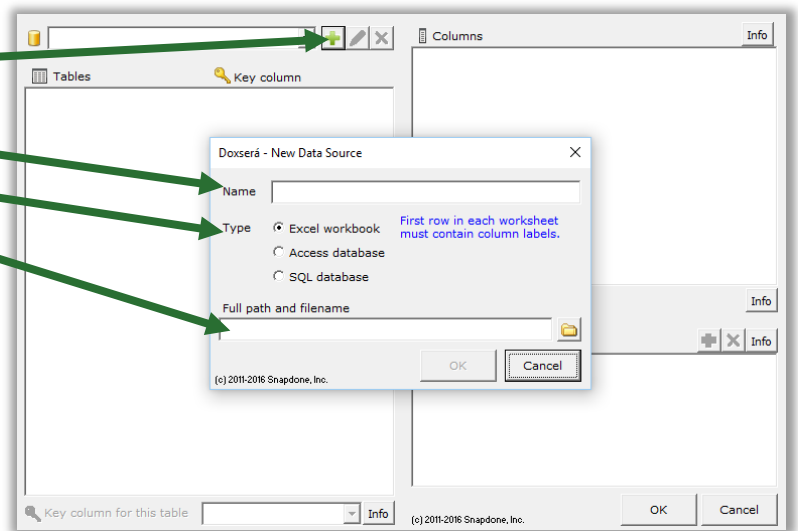 Columns
Info
Tables
Key column
Doxserá - New Data Source
Name
Type
Excel workbook
First row in each worksheet
must contain column labels.
Access database
SQL database
Full path and filename
Info
Info
OK
Cancel
(c) 2011-2016 Snapdone, Inc.
Key column for this table
Info
(c) 2011-2016 Snapdone, Inc.
OK
Cancel